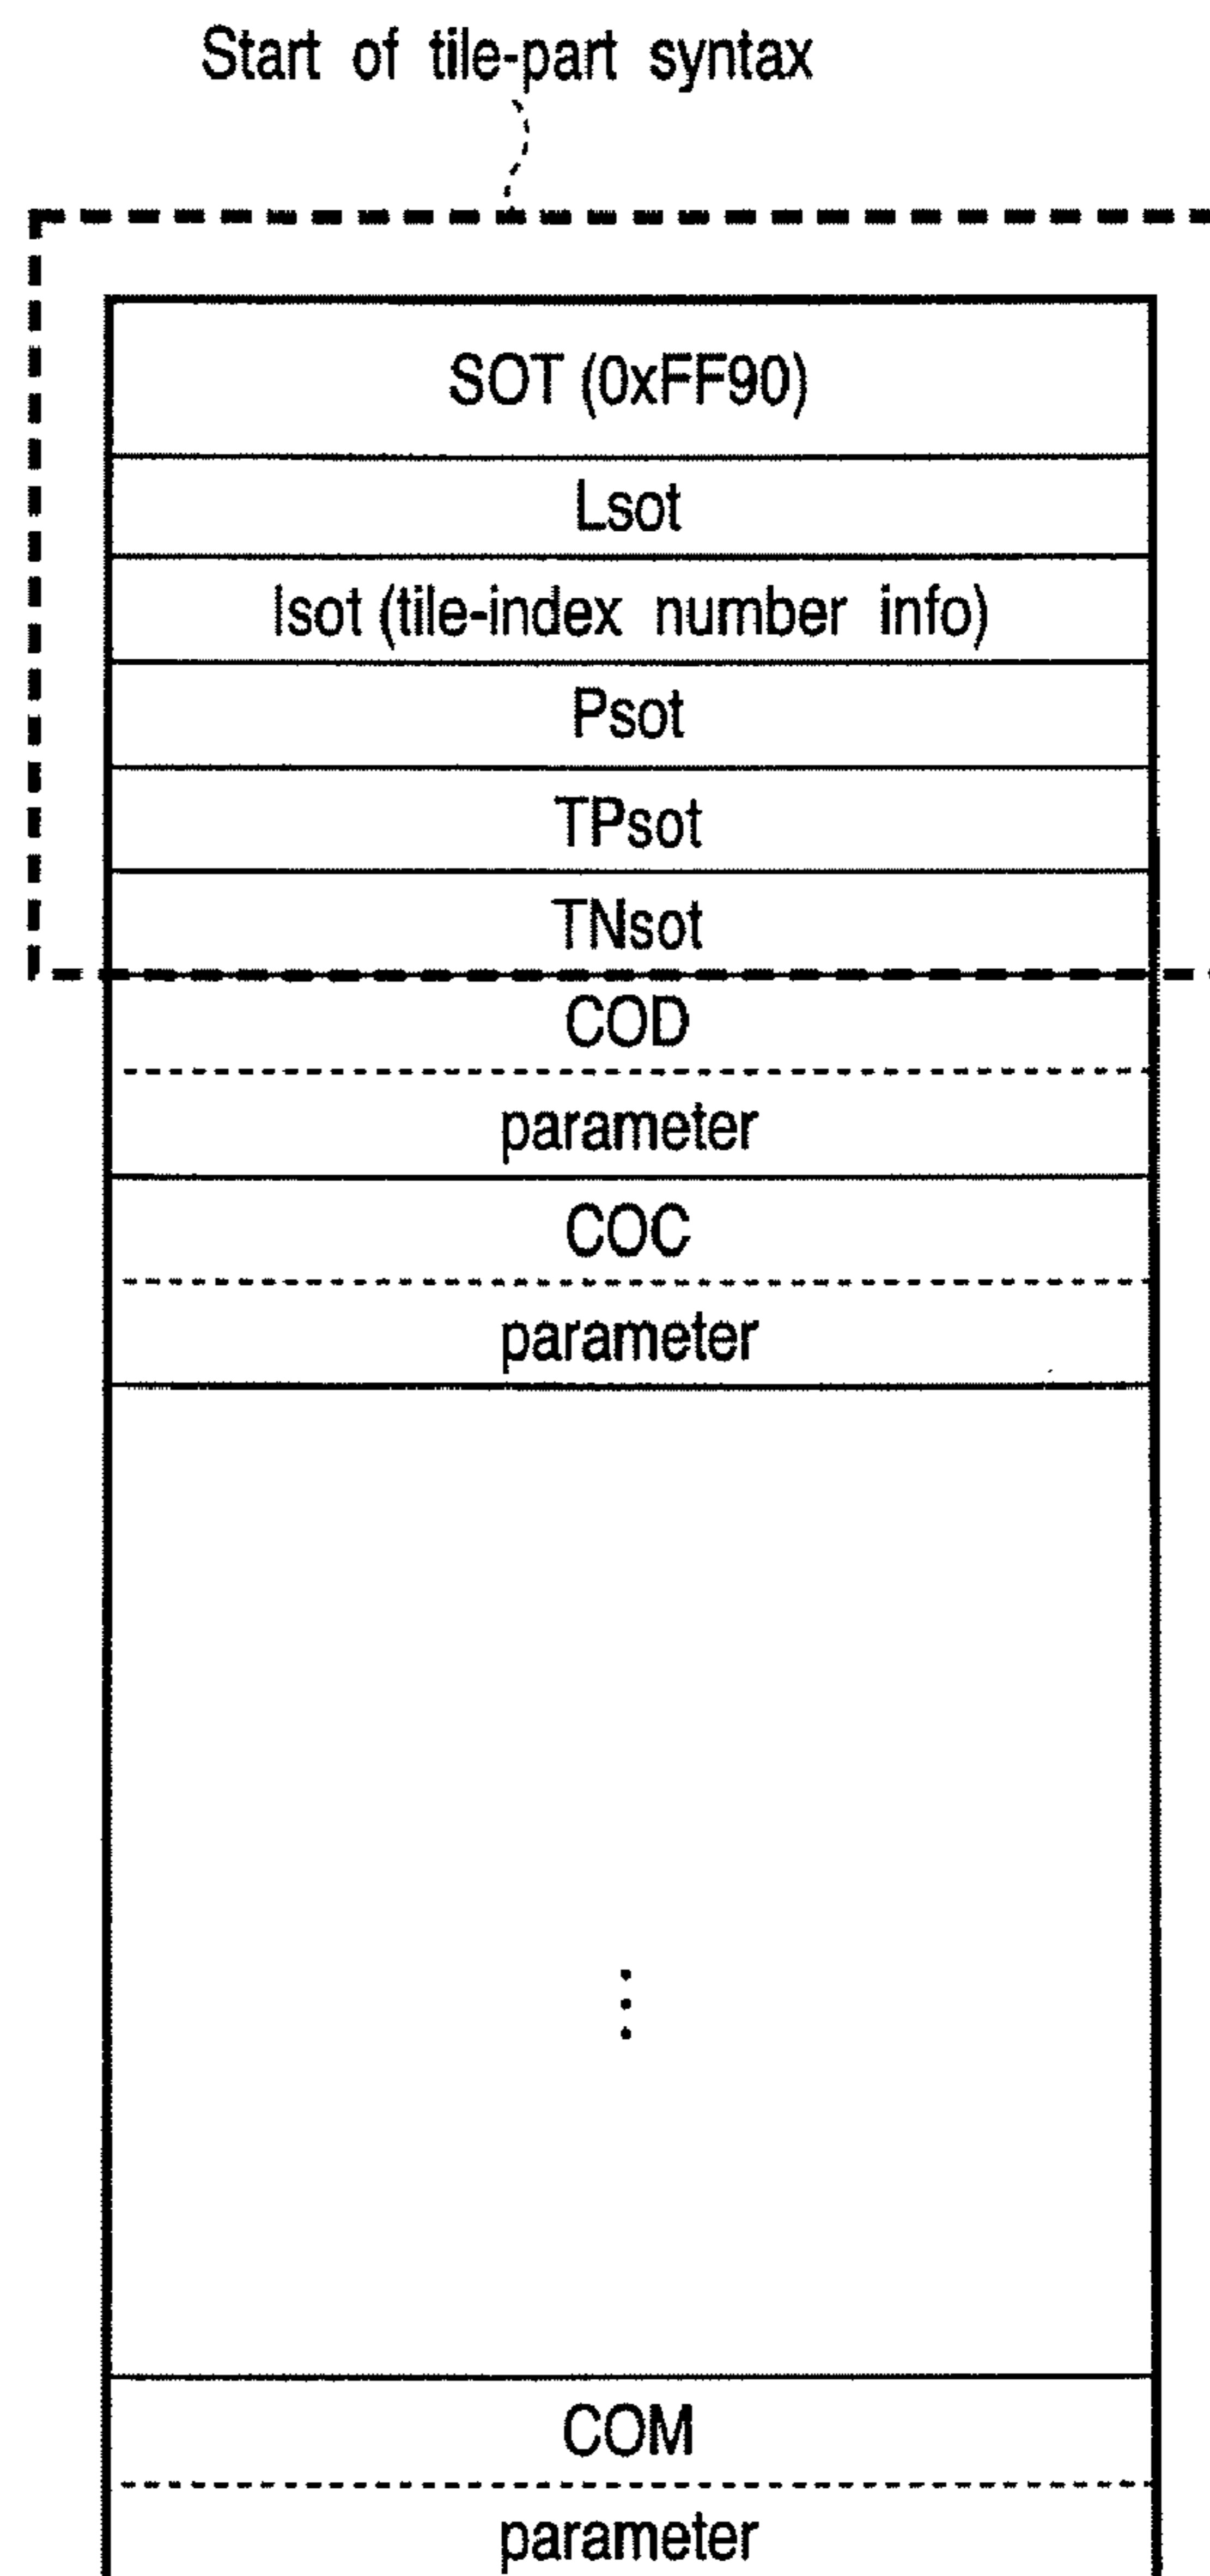 Start of tile-part syntax
SOT (0xFF90)
Lsot
Isot (tile-index number info)
Psot
TPsot
TNsot
COD
parameter
COC
parameter
⋮
COM
parameter